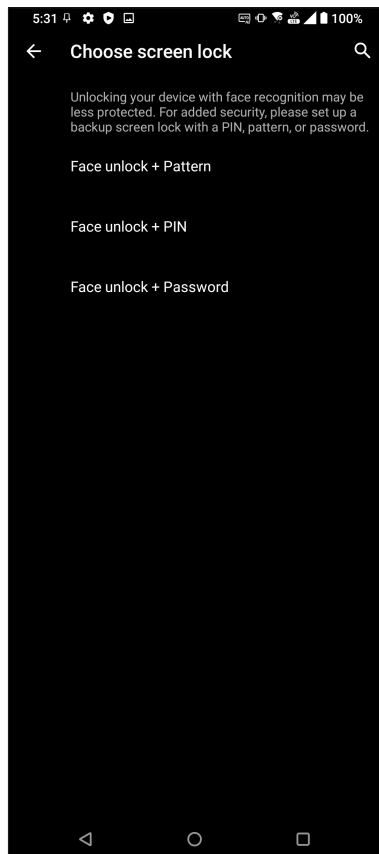 5:31 100%
Choose screen lock
Unlocking your device with face recognition may be
less protected. For added security, please set up a
backup screen lock with a PIN, pattern, or password.
Face unlock + Pattern
Face unlock + PIN
Face unlock + Password